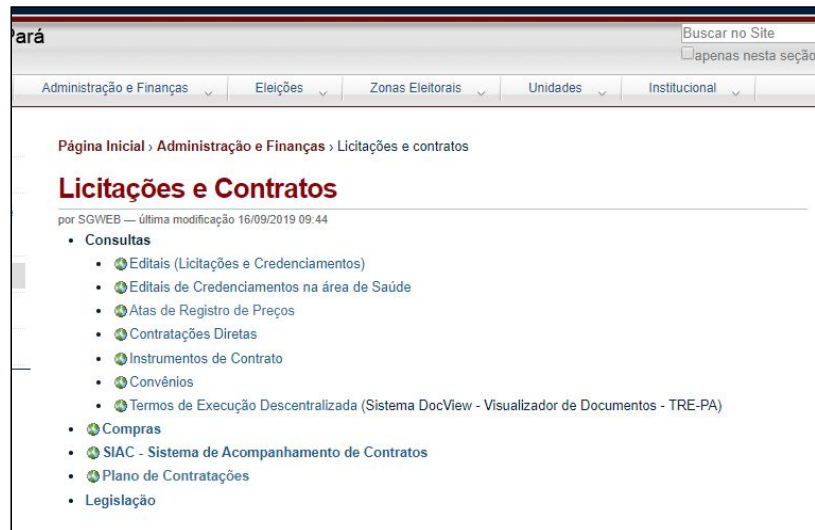 Pará
Buscar no Site
apenas nesta seção
Administração e Finanças
Eleições
Zonas Eleitorais
Unidades
Institucional
Página Inicial › Administração e Finanças › Licitações e contratos
Licitações e Contratos
por SGWEB — última modificação 16/09/2019 09:44
• Consultas
• Editais (Licitações e Credenciamentos)
• Editais de Credenciamentos na área de Saúde
• Atas de Registro de Preços
• Contratações Diretas
• Instrumentos de Contrato
• Convênios
• Termos de Execução Descentralizada (Sistema DocView - Visualizador de Documentos - TRE-PA)
• Compras
• SIAC - Sistema de Acompanhamento de Contratos
• Plano de Contratações
• Legislação